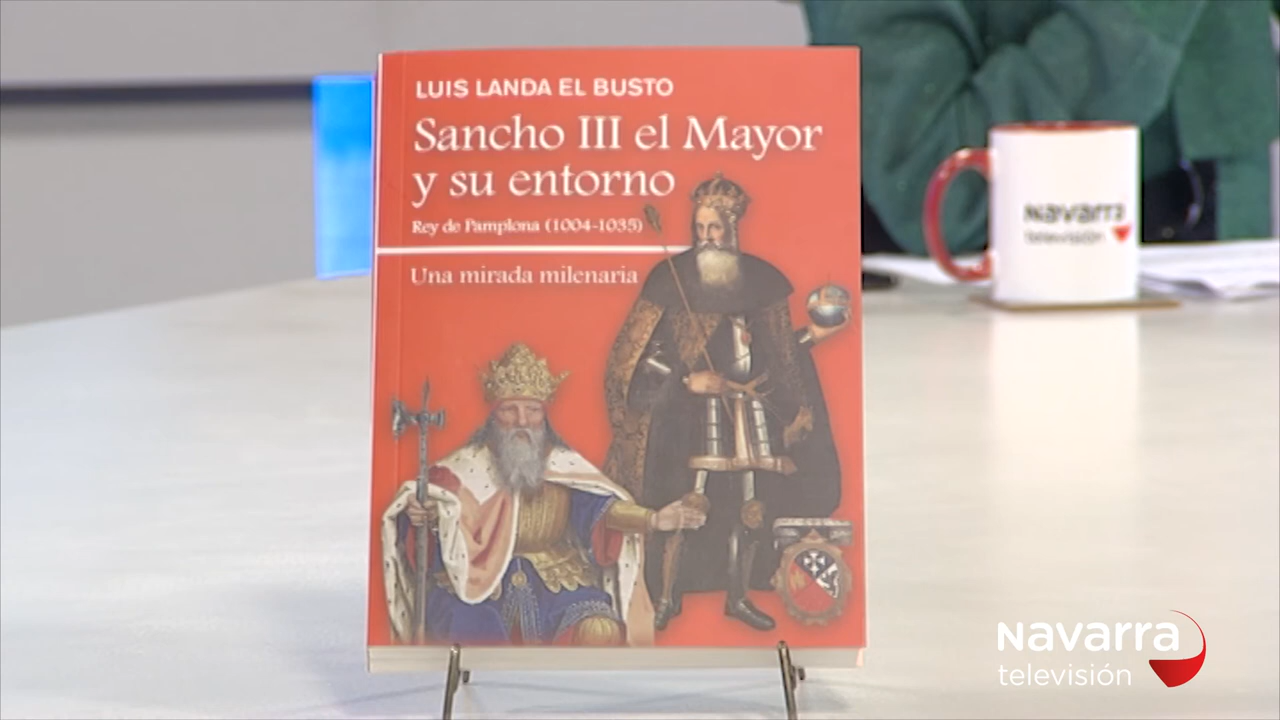 LUIS LANDA EL BUSTO
Sancho III el Mayor
y su entorno
Rey de Pamplona (1004-1035)
Una mirada milenaria
Navarra
televisión
Navarra
televisión